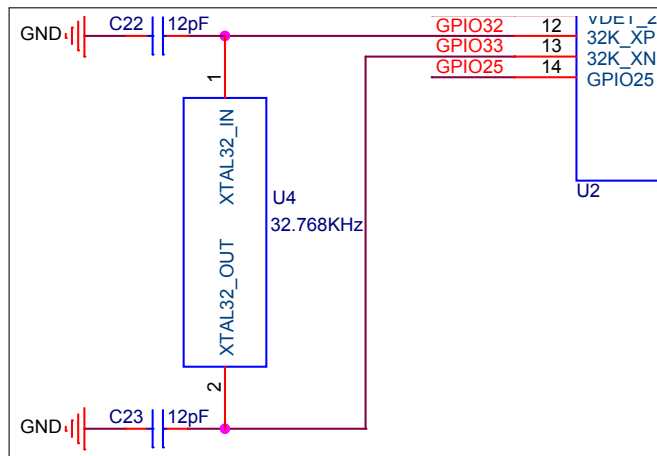 VDET_2
GND C22 12pF GPIO32 12 32K_XP
GPIO33 13 32K_XN
GPIO25 14 GPIO25
1
XTAL32_IN
U2
U4
32.768KHz
XTAL32_OUT
2
GND C23 12pF